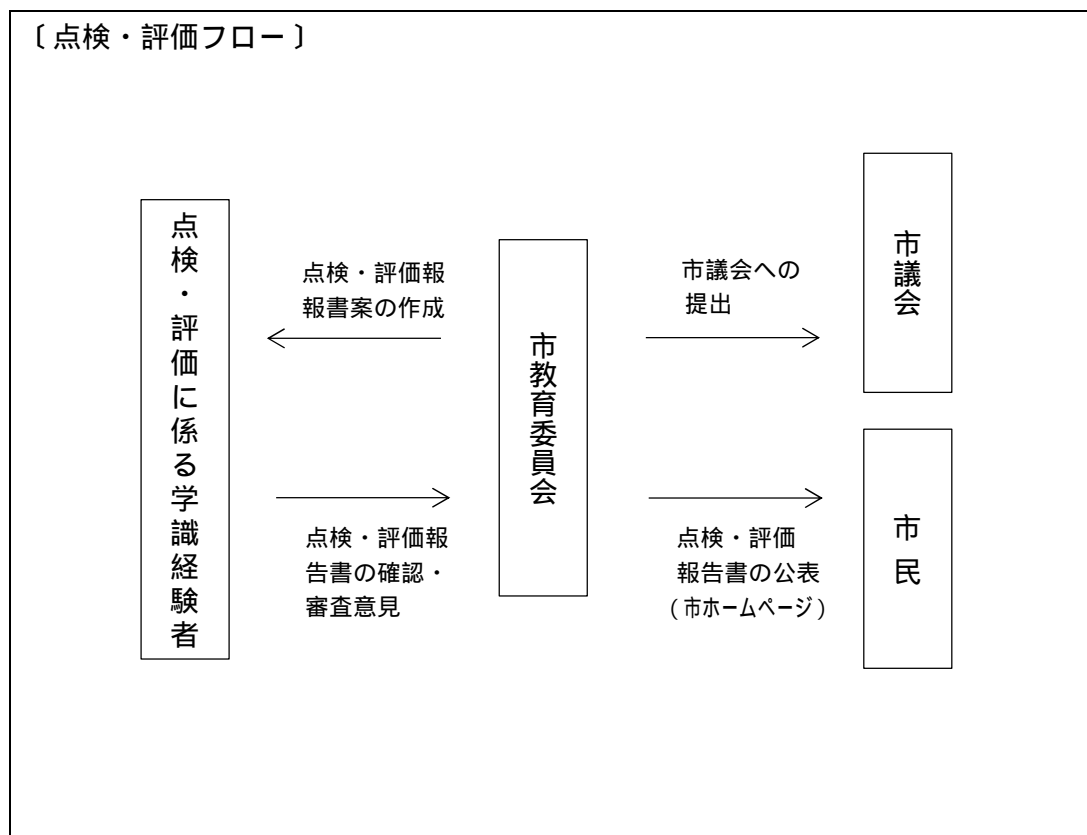 〔点検・評価フロー〕
点検・評価に係る学識経験者
点検・評価報
報書案の作成
点検・評価報
告書の確認・
審査意見
市教育委員会
市議会への
提出
点検・評価
報告書の公表
(市ホームページ)
市議会
市民